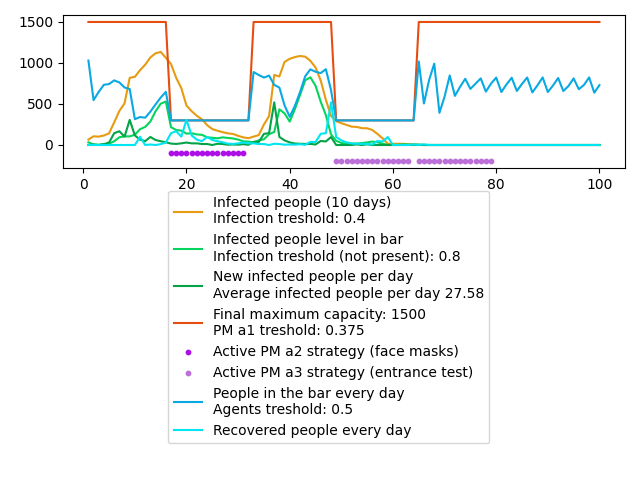 1500
1000
500
0
0 20 40 60 80 100
Infected people (10 days)
Infection treshold: 0.4
Infected people level in bar
Infection treshold (not present): 0.8
New infected people per day
Average infected people per day 27.58
Final maximum capacity: 1500
PM a1 treshold: 0.375
Active PM a2 strategy (face masks)
Active PM a3 strategy (entrance test)
People in the bar every day
Agents treshold: 0.5
Recovered people every day